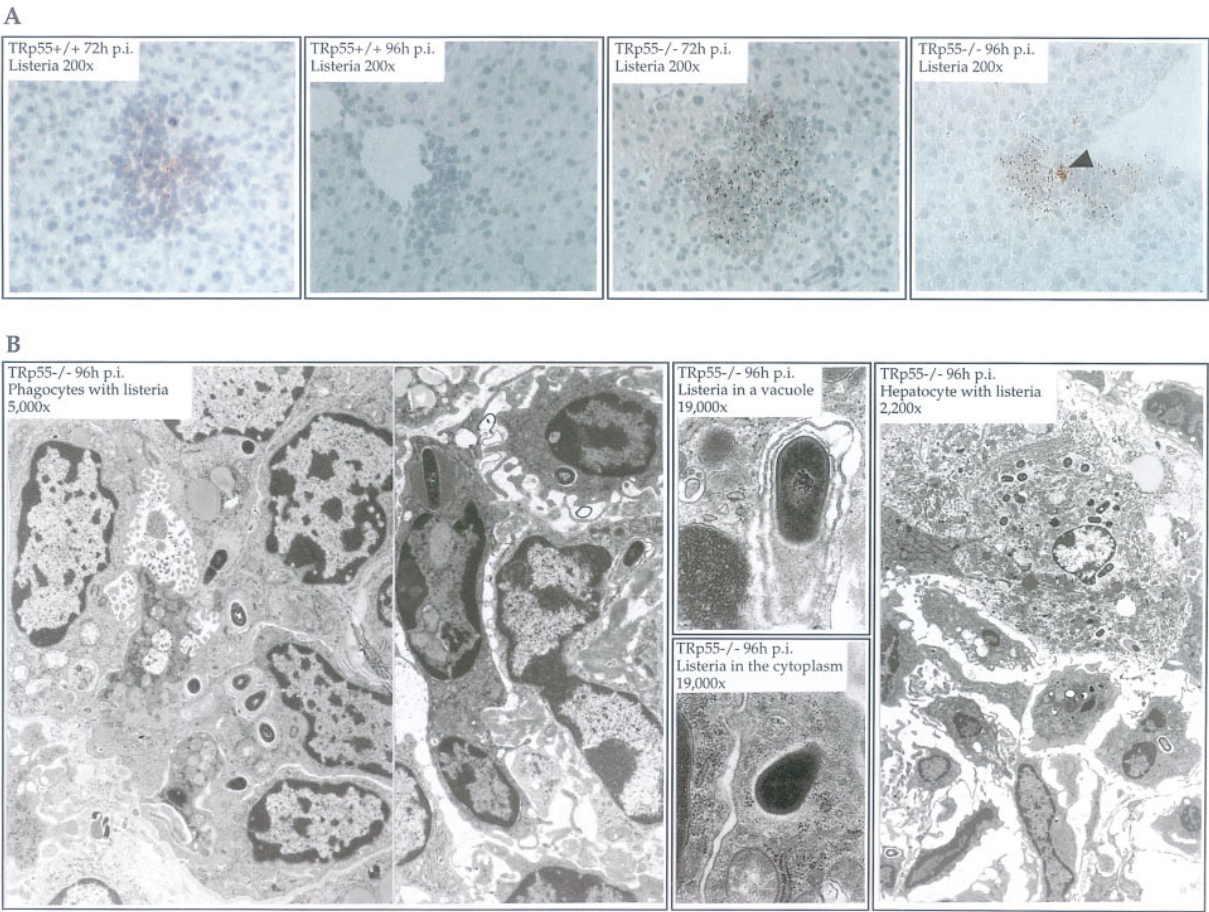 A
TRp55+/+ 72h p.i.
Listeria 200x
TRp55+/+ 96h p.i.
Listeria 200x
TRp55-/- 72h p.i.
Listeria 200x
TRp55-/- 96h p.i.
Listeria 200x
B
TRp55-/- 96h p.i.
Phagocytes with listeria
5,000x
TRp55-/- 96h p.i.
Listeria in a vacuole
19,000x
TRp55-/- 96h p.i.
Listeria in the cytoplasm
19,000x
TRp55-/- 96h p.i.
Hepatocyte with listeria
2,200x